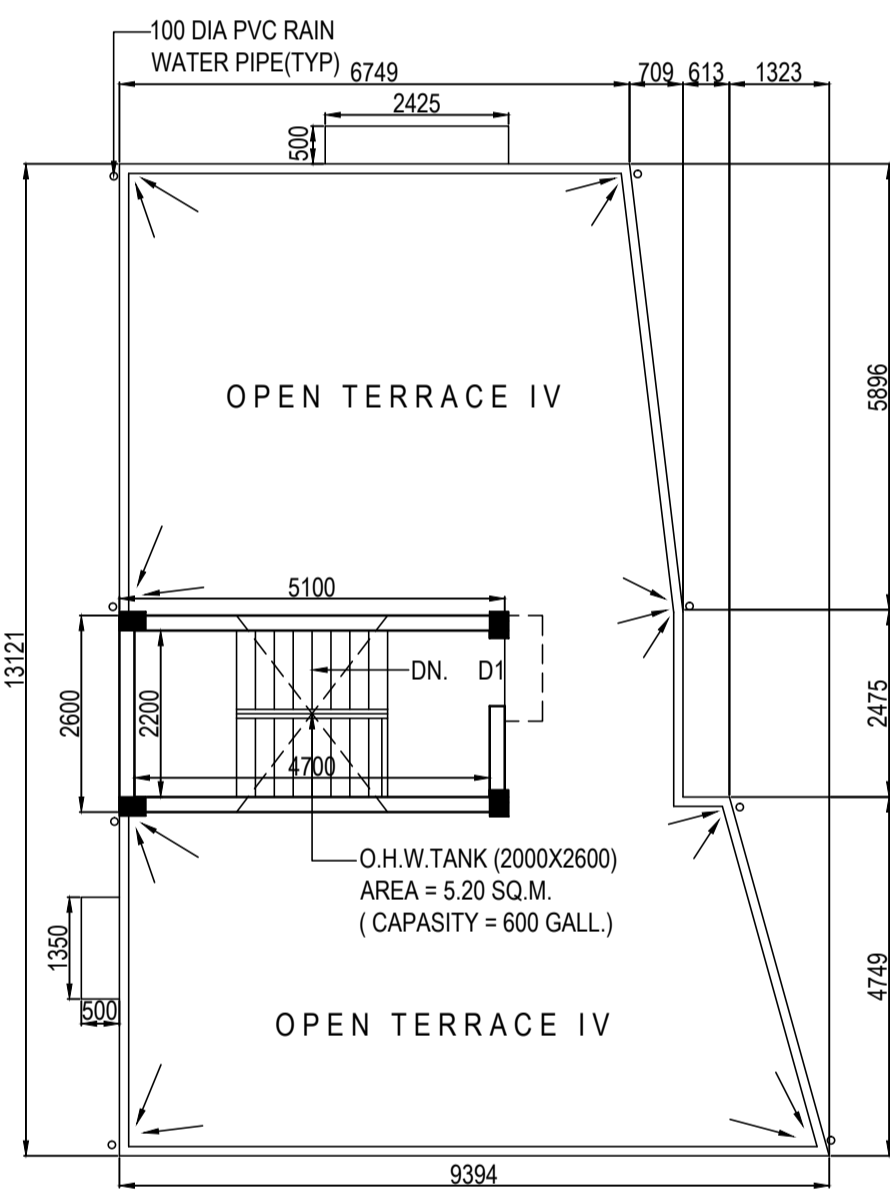 100 DIA PVC RAIN
WATER PIPE(TYP)
6749
709
613
1323
2425
500
OPEN TERRACE IV
5896
5100
13121
2600
2200
DN.
D1
4700
2475
O.H.W.TANK (2000X2600)
AREA = 5.20 SQ.M.
( CAPASITY = 600 GALL.)
1350
500
4749
OPEN TERRACE IV
9394